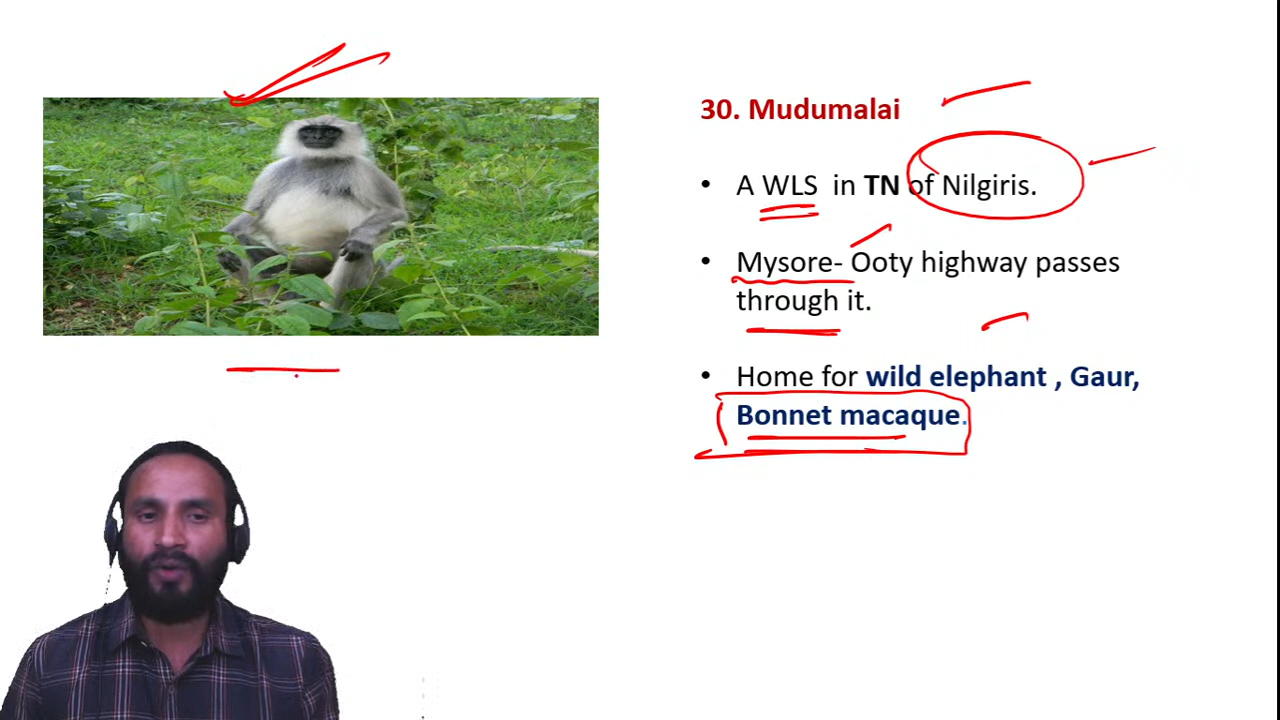 30. Mudumalai
• A WLS in TN of Nilgiris.
• Mysore- Ooty highway passes
through it.
• Home for wild elephant , Gaur,
Bonnet macaque.